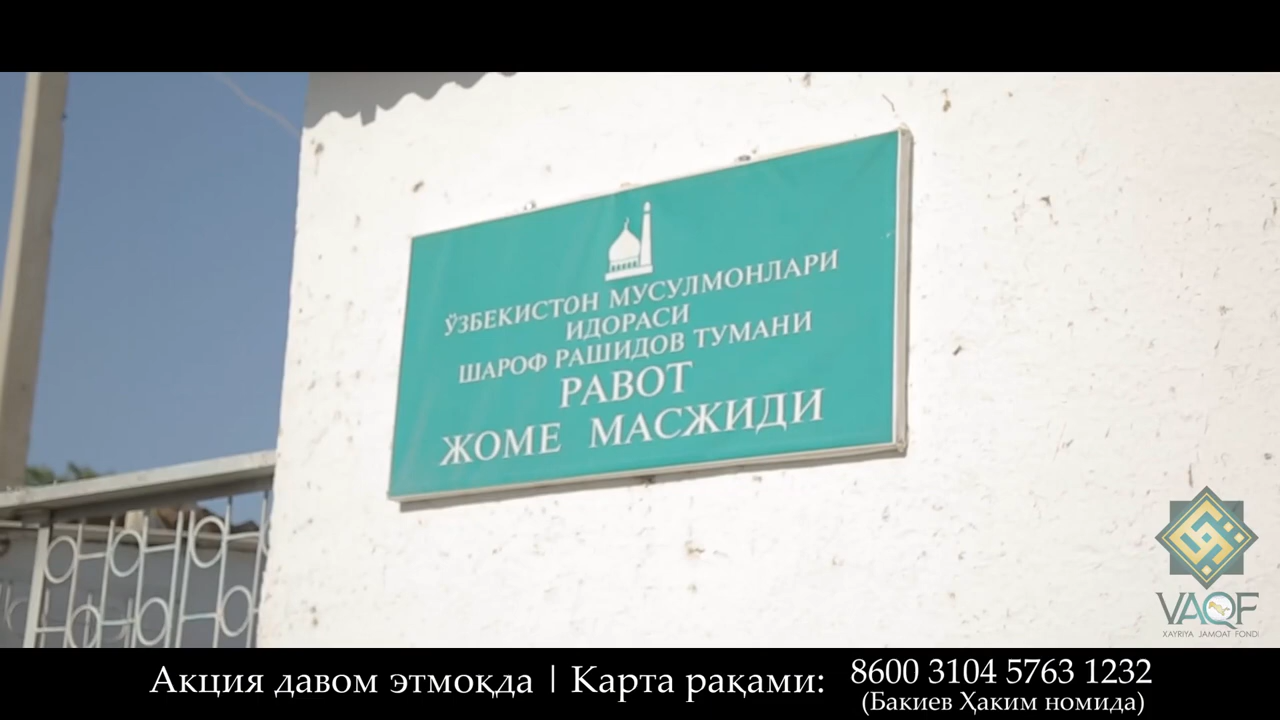 ЎЗБЕКИСТОН МУСУЛМОНЛАРИ
ИДОРАСИ
ШАРОФ РАШИДОВ ТУМАНИ
РАВОТ
ЖОМЕ МАСЖИДИ
VAQF
XAYRIYA JAMOAT FONDI
Акция давом этмоқда | Карта рақами: 8600 3104 5763 1232
(Бакиев Ҳаким номида)